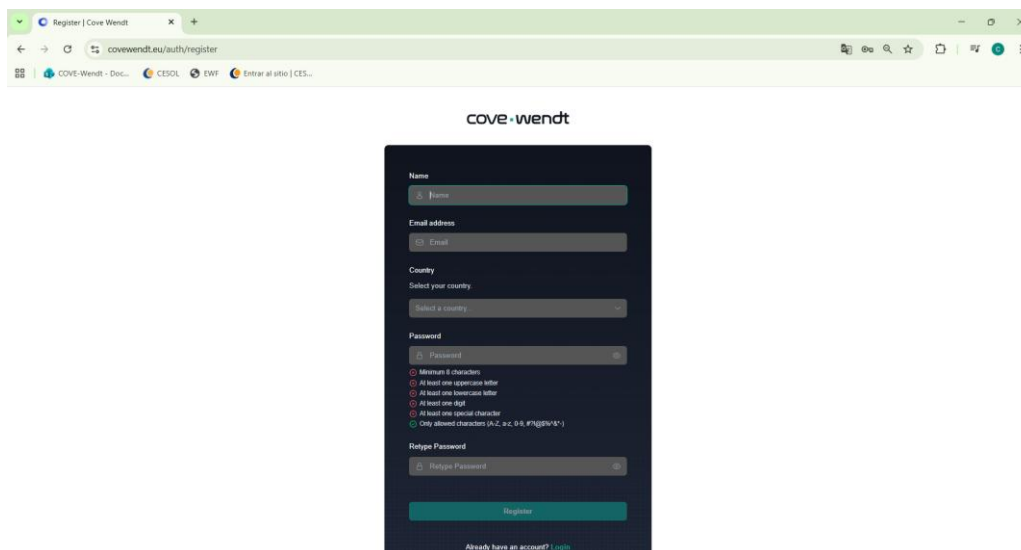 Register | Cove Wendt
covewendt.eu/auth/register
COVE-Wendt - Doc... CESOL EWF Entrar al sitio | CES...
cove·wendt
Name
Name
Email address
Email
Country
Select your country.
Select a country...
Password
Password
Minimum 8 characters
At least one uppercase letter
At least one lowercase letter
At least one digit
At least one special character
Only allowed characters (A-Z, a-z, 0-9, #?!@$%^&*-)
Retype Password
Retype Password
Register
Already have an account? Login